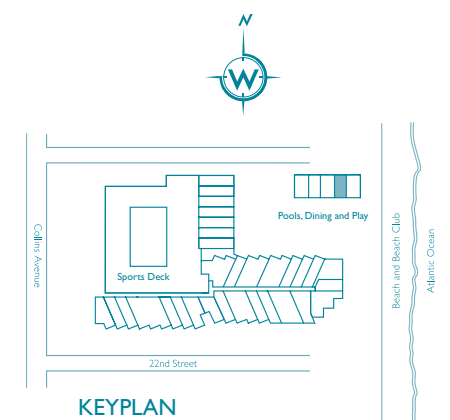 N
W
Pools, Dining and Play
Collins Avenue
Sports Deck
Beach and Beach Club
Atlantic Ocean
22nd Street
KEYPLAN